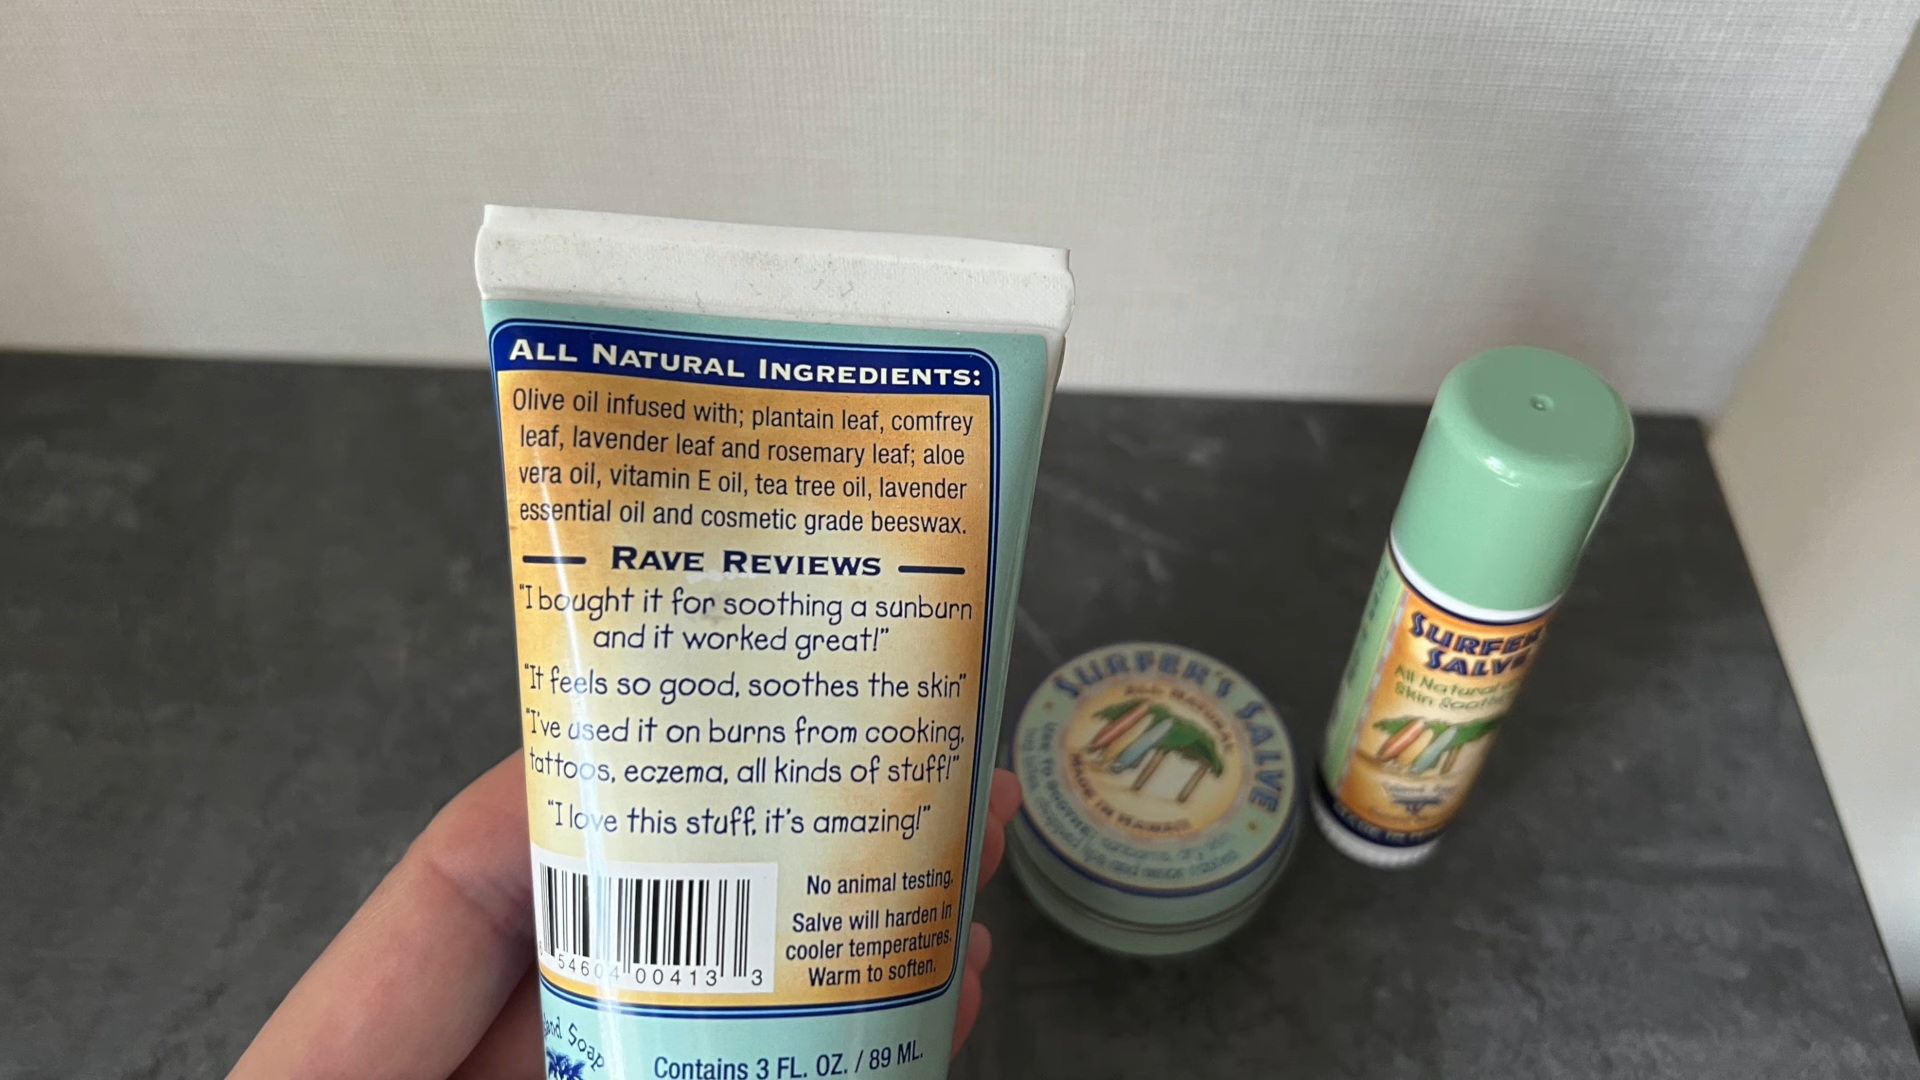 ALL NATURAL INGREDIENTS:
Olive oil infused with; plantain leaf, comfrey
leaf, lavender leaf and rosemary leaf; aloe
vera oil, vitamin E oil, tea tree oil, lavender
essential oil and cosmetic grade beeswax.
RAVE REVIEWS
"I bought it for soothing a sunburn
and it worked great!"
"It feels so good, soothes the skin"
"I've used it on burns from cooking,
tattoos, eczema, all kinds of stuff!"
"I love this stuff, it's amazing!"
No animal testing.
Salve will harden in
cooler temperatures.
Warm to soften.
54604 00413 3
Soap
Contains 3 FL. OZ. / 89 ML.
SURFER'S SALVE
ALL NATURAL
MADE IN HAWAII
SURFER'S
SALVE
All Natural
Skin